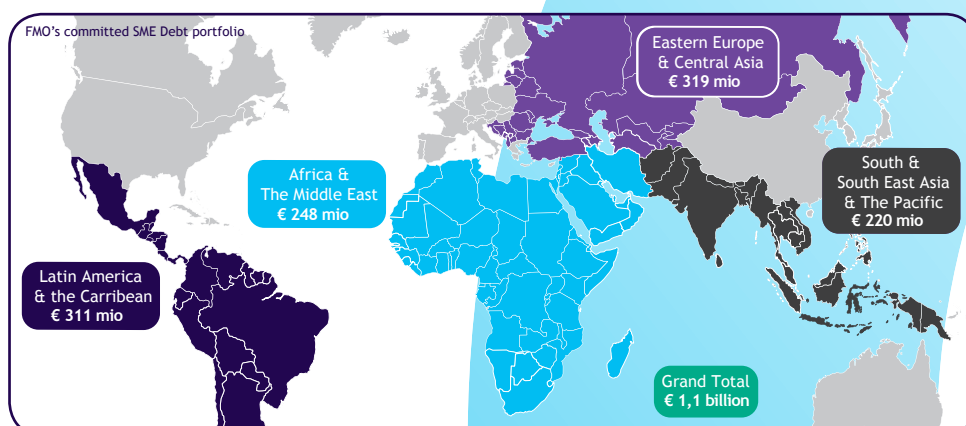 FMO's committed SME Debt portfolio
Eastern Europe
& Central Asia
€ 319 mio
Africa &
The Middle East
€ 248 mio
South &
South East Asia
& The Pacific
€ 220 mio
Latin America
& the Carribean
€ 311 mio
Grand Total
€ 1,1 billion